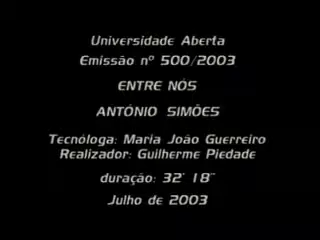 Universidade Aberta
Emissão nº 500/2003
ENTRE NÓS
ANTÓNIO SIMÕES
Tecnóloga: Maria João Guerreiro
Realizador: Guilherme Piedade
duração: 32' 18"
Julho de 2003